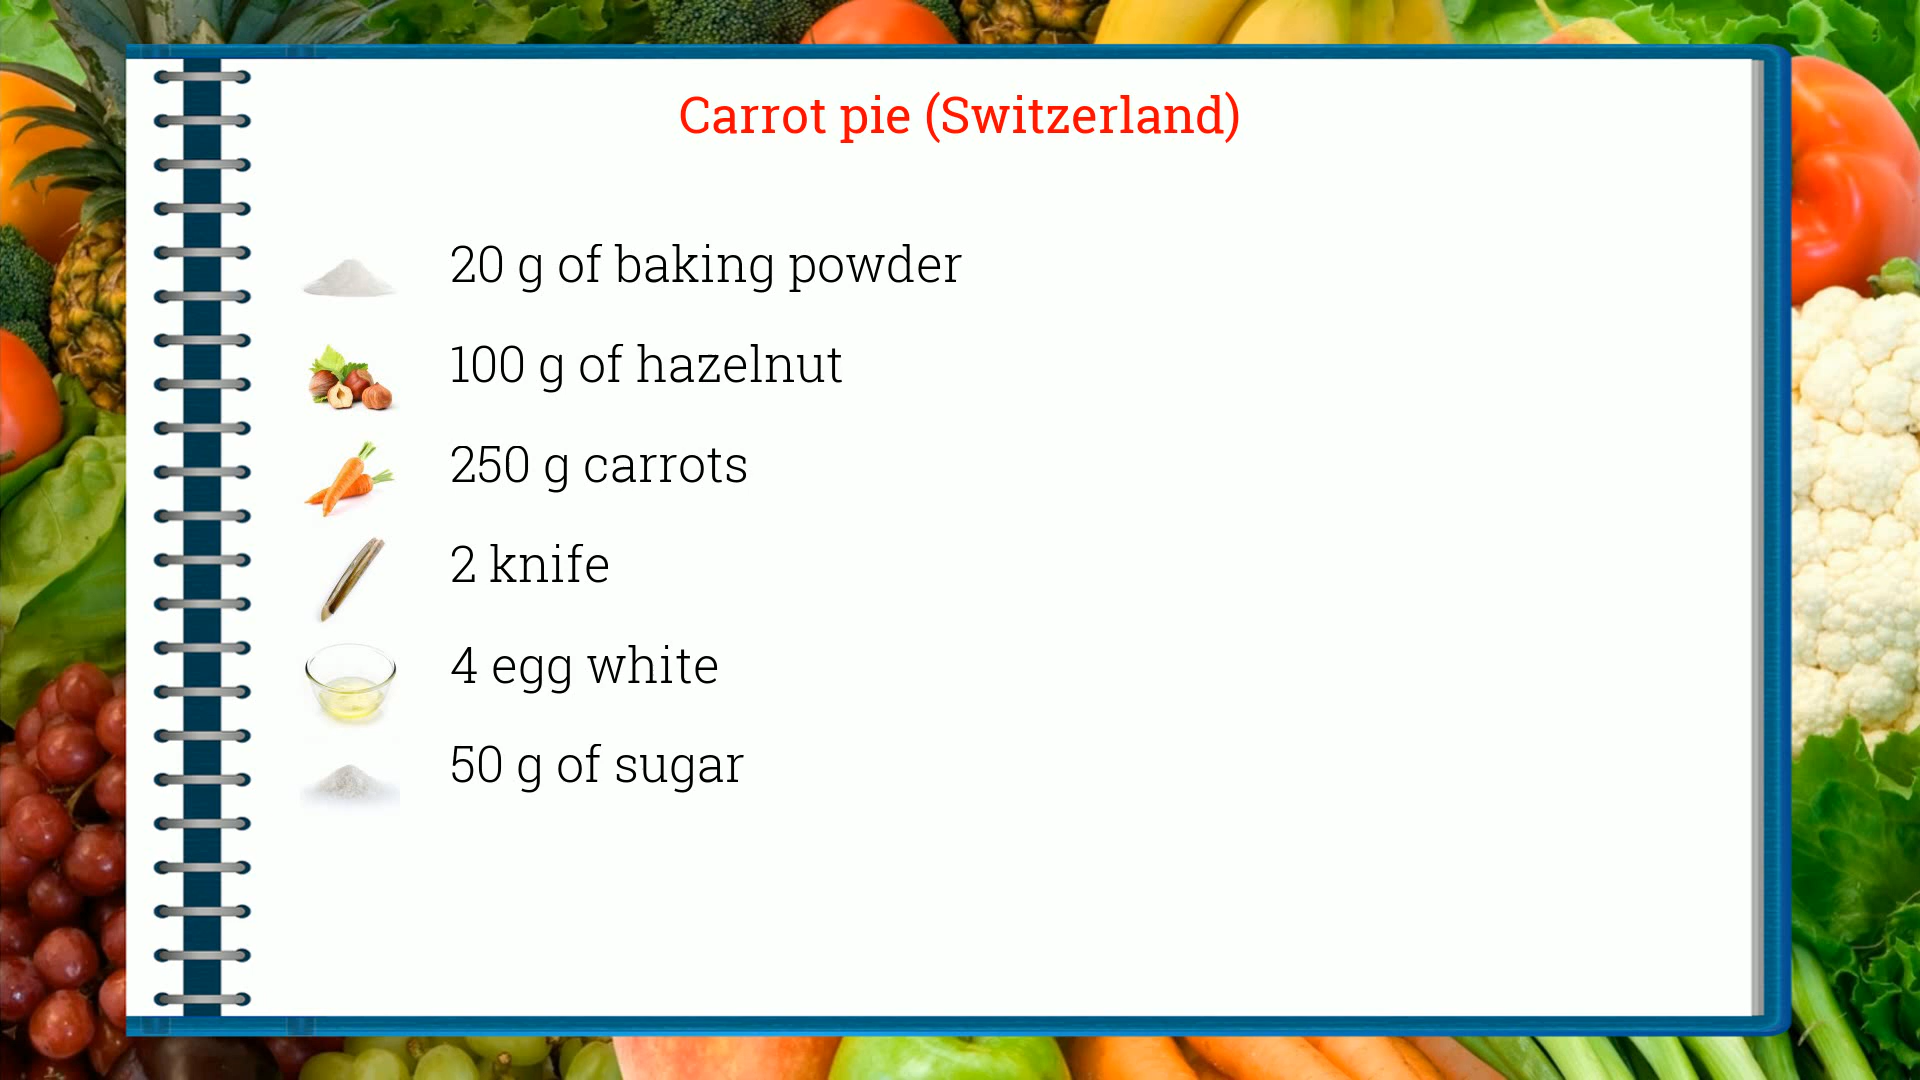 Carrot pie (Switzerland)
20 g of baking powder
100 g of hazelnut
250 g carrots
2 knife
4 egg white
50 g of sugar